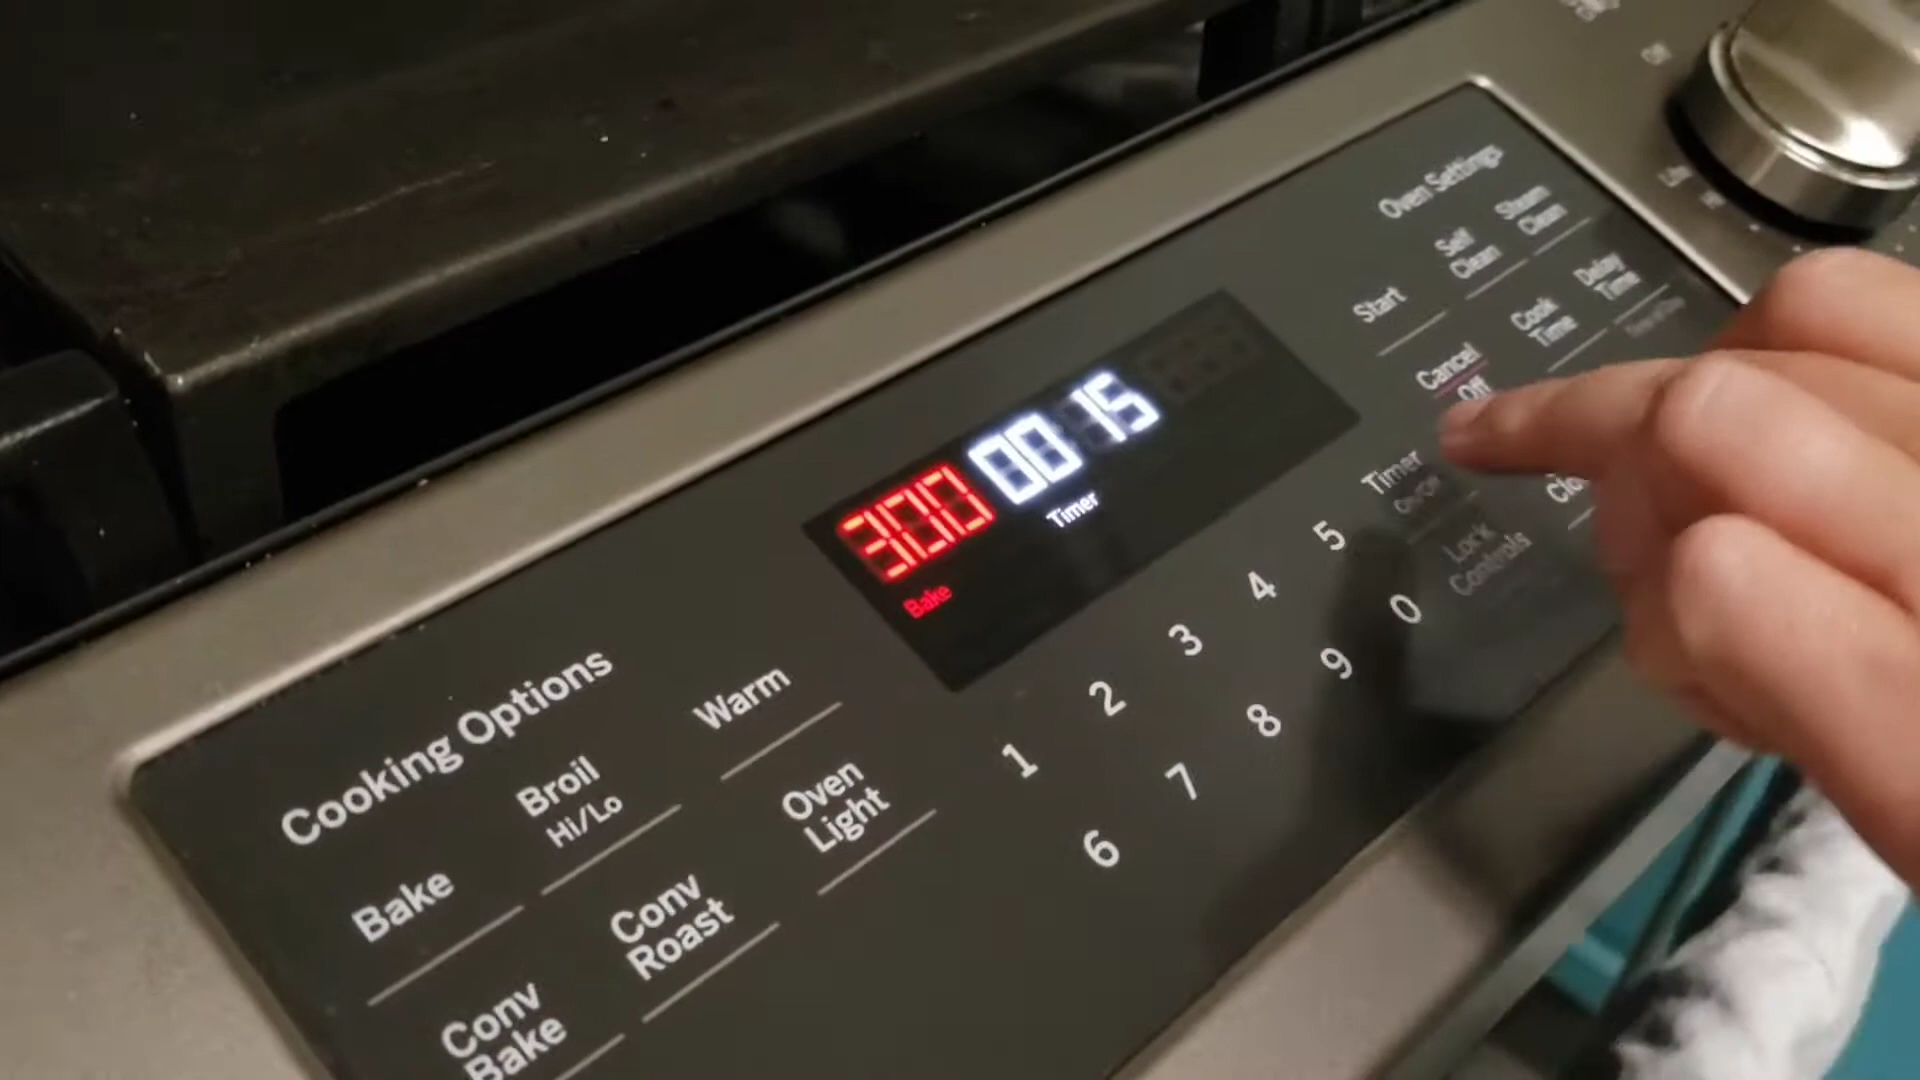 Oven Settings
Self
Clean
Steam
Clean
Start
Cook
Time
Delay
Time
Cancel
Off
Timer
On/Off
Lock
Controls
300
00 15
Timer
Bake
1 2 3 4 5
6 7 8 9 0
Cooking Options
Bake
Broil
Hi/Lo
Warm
Conv
Bake
Conv
Roast
Oven
Light
Off